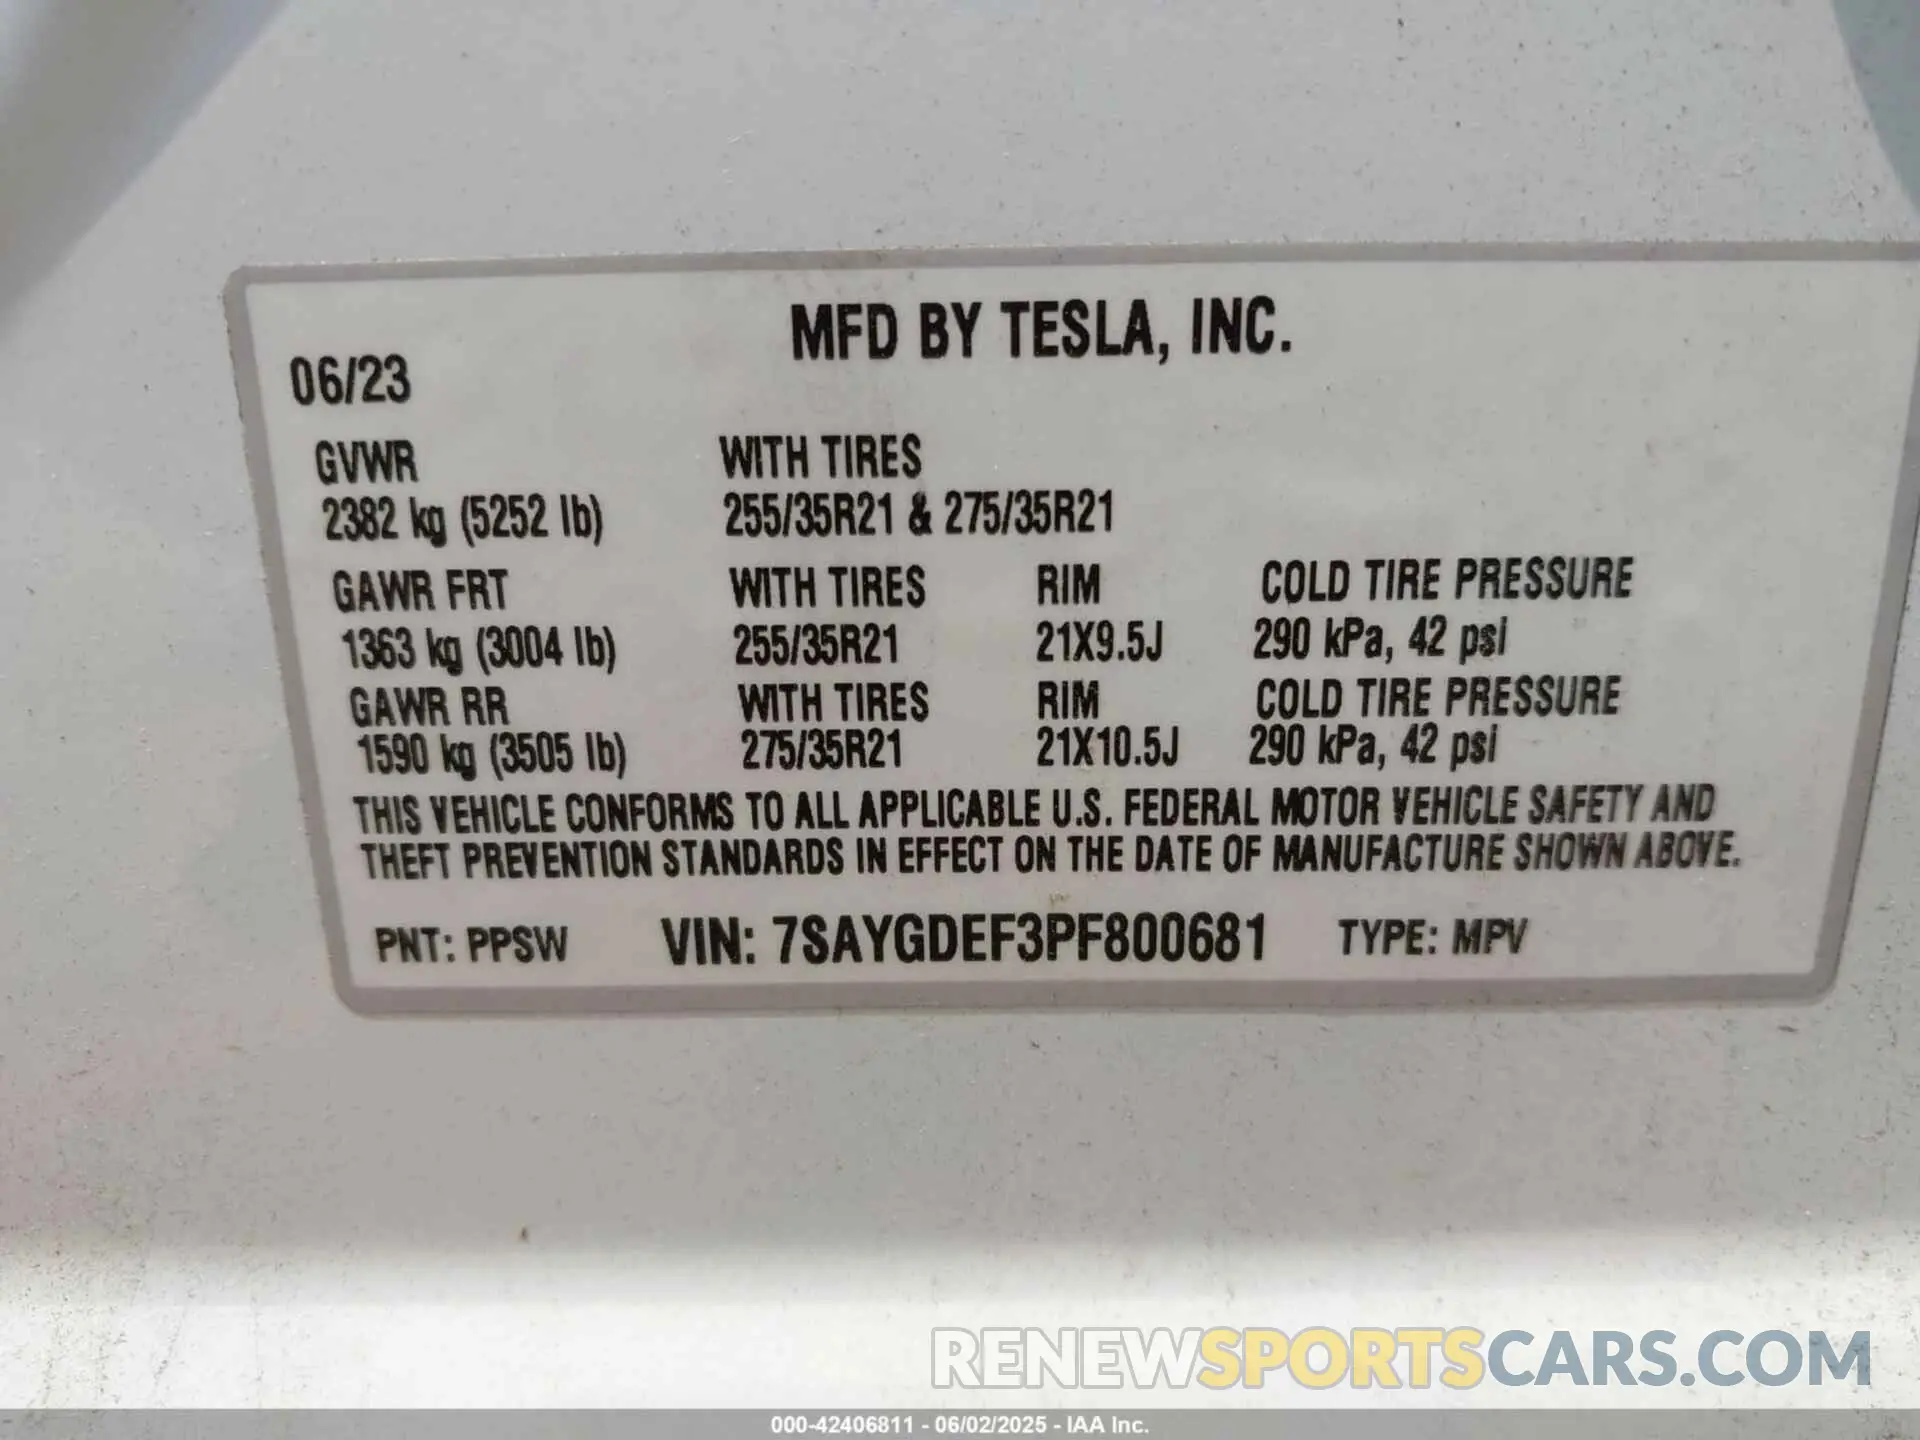 MFD BY TESLA, INC.
06/23
GVWR WITH TIRES
2382 kg (5252 lb) 255/35R21 & 275/35R21
GAWR FRT WITH TIRES RIM COLD TIRE PRESSURE
1363 kg (3004 lb) 255/35R21 21X9.5J 290 kPa, 42 psi
GAWR RR WITH TIRES RIM COLD TIRE PRESSURE
1590 kg (3505 lb) 275/35R21 21X10.5J 290 kPa, 42 psi
THIS VEHICLE CONFORMS TO ALL APPLICABLE U.S. FEDERAL MOTOR VEHICLE SAFETY AND
THEFT PREVENTION STANDARDS IN EFFECT ON THE DATE OF MANUFACTURE SHOWN ABOVE.
PNT: PPSW VIN: 7SAYGDEF3PF800681 TYPE: MPV
RENEWSPORTSCARS.COM
000-42406811 - 06/02/2025 - IAA Inc.